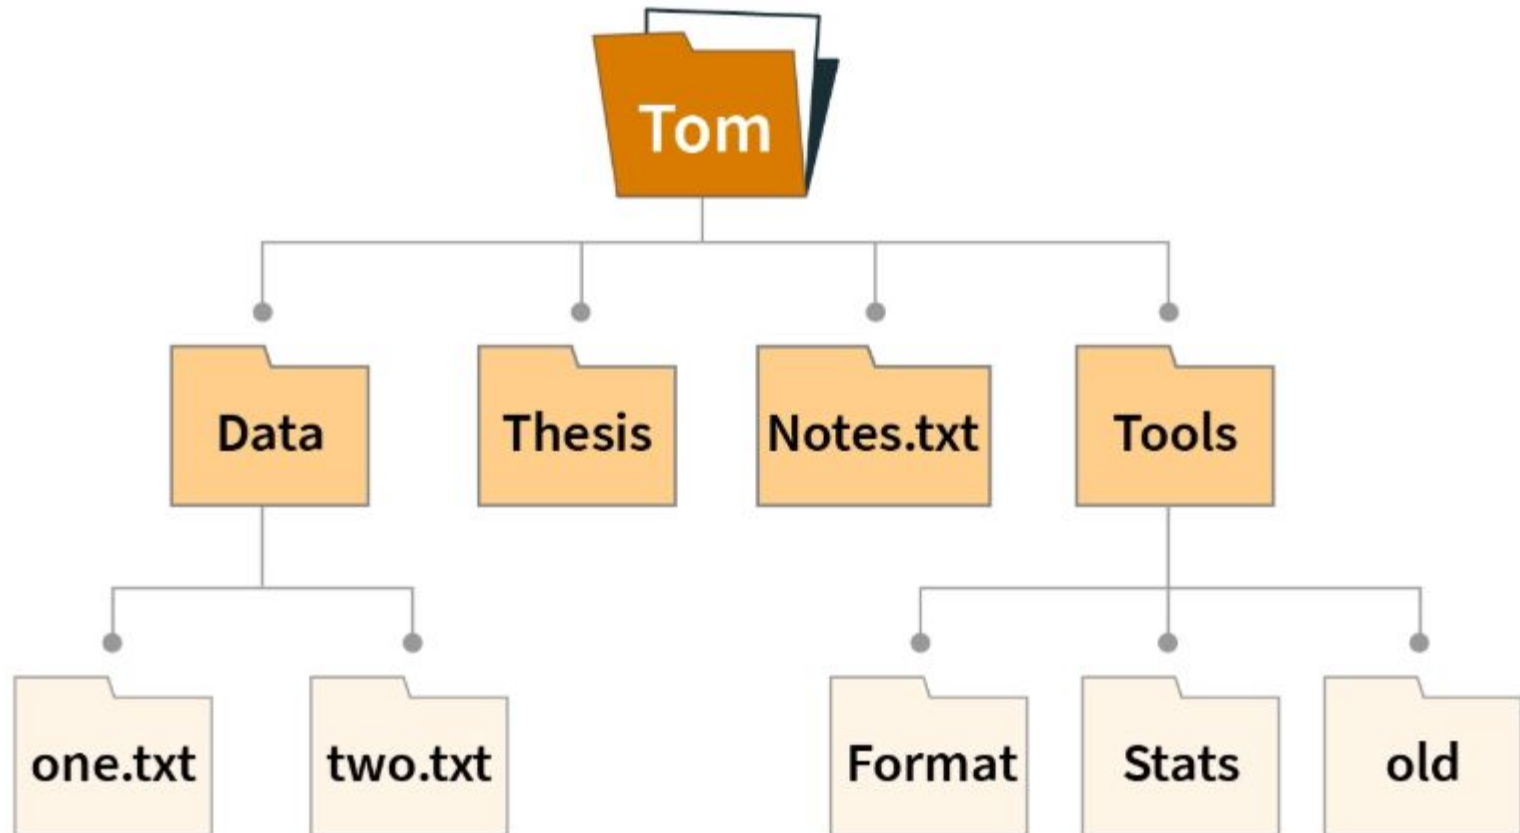 Tom
Data
Thesis
Notes.txt
Tools
one.txt
two.txt
Format
Stats
old